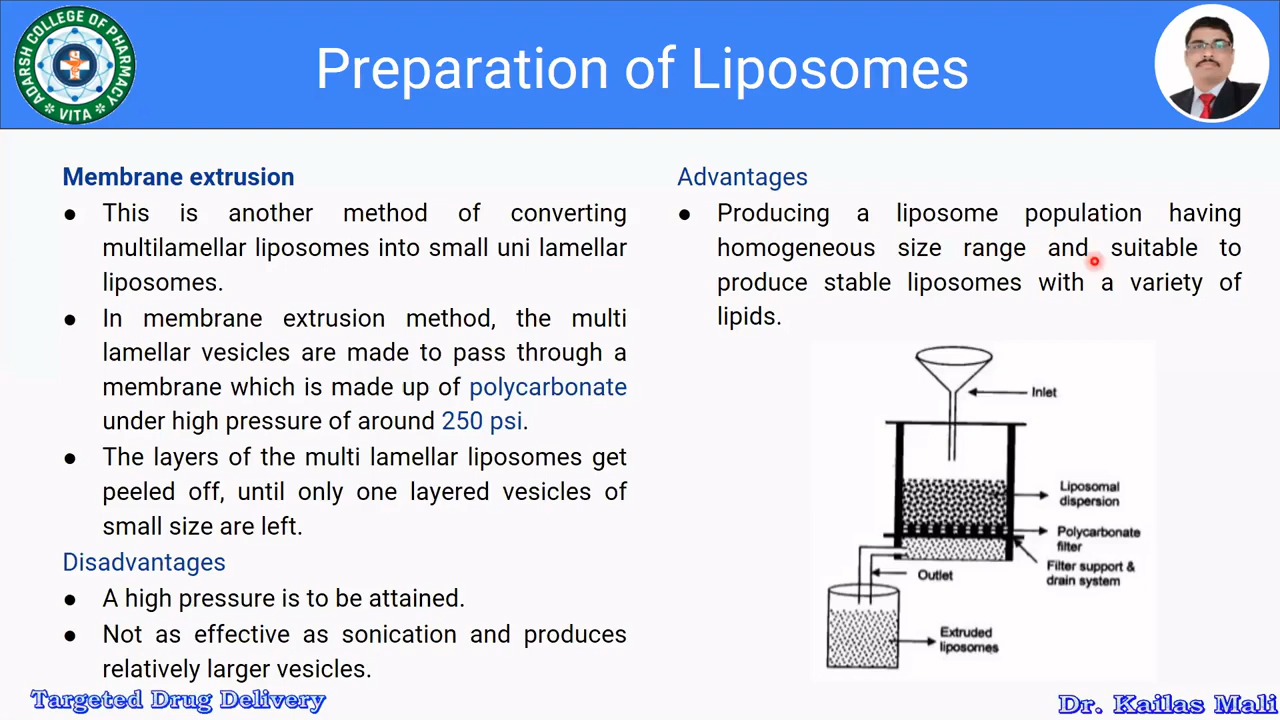 ADARSH COLLEGE OF PHARMACY
VITA
Preparation of Liposomes
Membrane extrusion
● This is another method of converting
multilamellar liposomes into small uni lamellar
liposomes.
● In membrane extrusion method, the multi
lamellar vesicles are made to pass through a
membrane which is made up of polycarbonate
under high pressure of around 250 psi.
● The layers of the multi lamellar liposomes get
peeled off, until only one layered vesicles of
small size are left.
Disadvantages
● A high pressure is to be attained.
● Not as effective as sonication and produces
relatively larger vesicles.
Advantages
● Producing a liposome population having
homogeneous size range and suitable to
produce stable liposomes with a variety of
lipids.
Inlet
Liposomal
dispersion
Polycarbonate
filter
Filter support &
drain system
Outlet
Extruded
liposomes
Targeted Drug Delivery
Dr. Kailas Mali